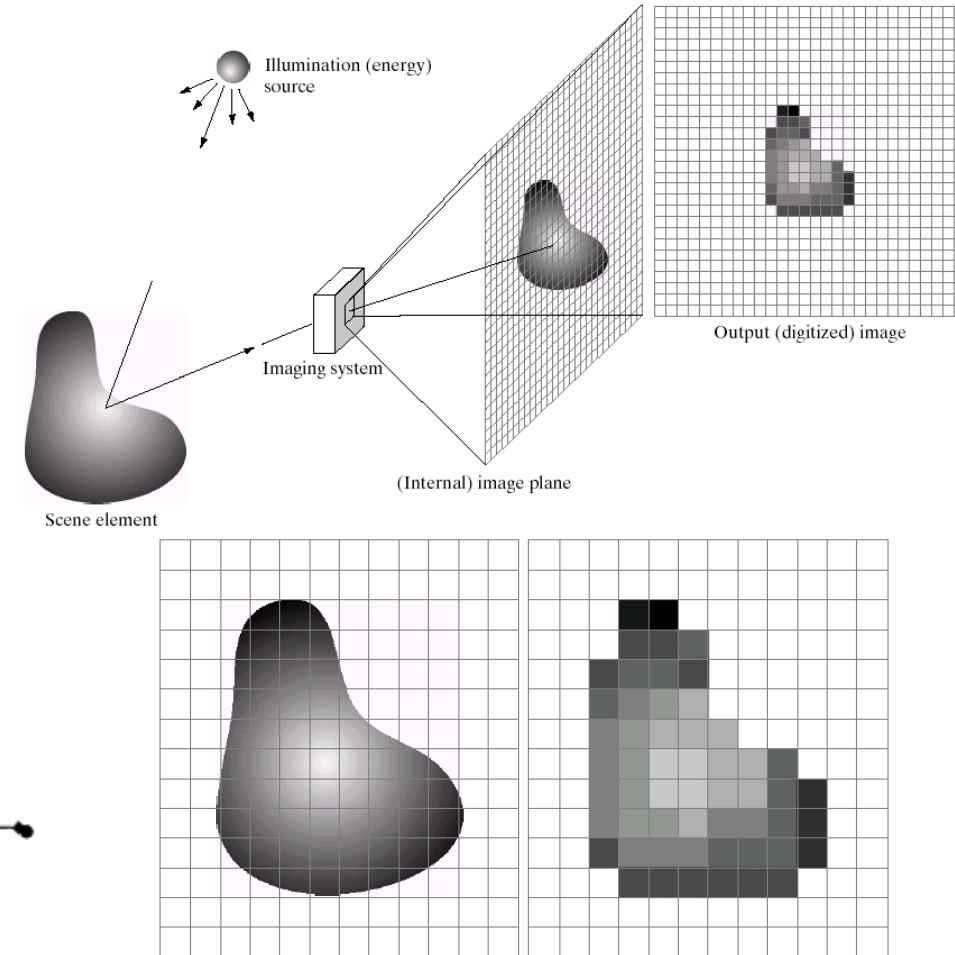 Illumination (energy)
source
Output (digitized) image
Imaging system
(Internal) image plane
Scene element